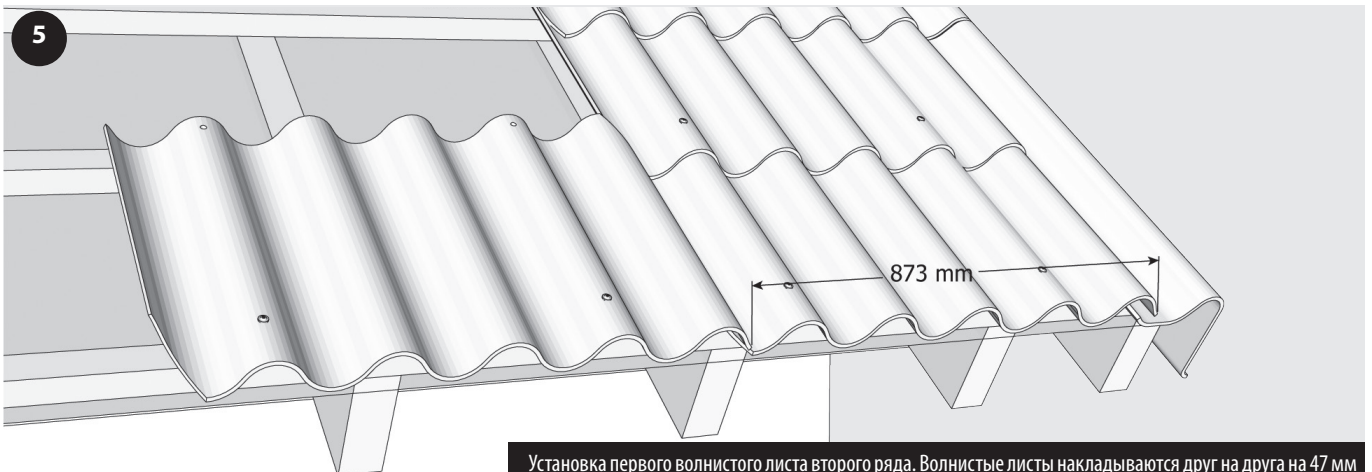 5
873 mm
Установка первого волнистого листа второго ряда. Волнистые листы накладываются друг на друга на 47 мм